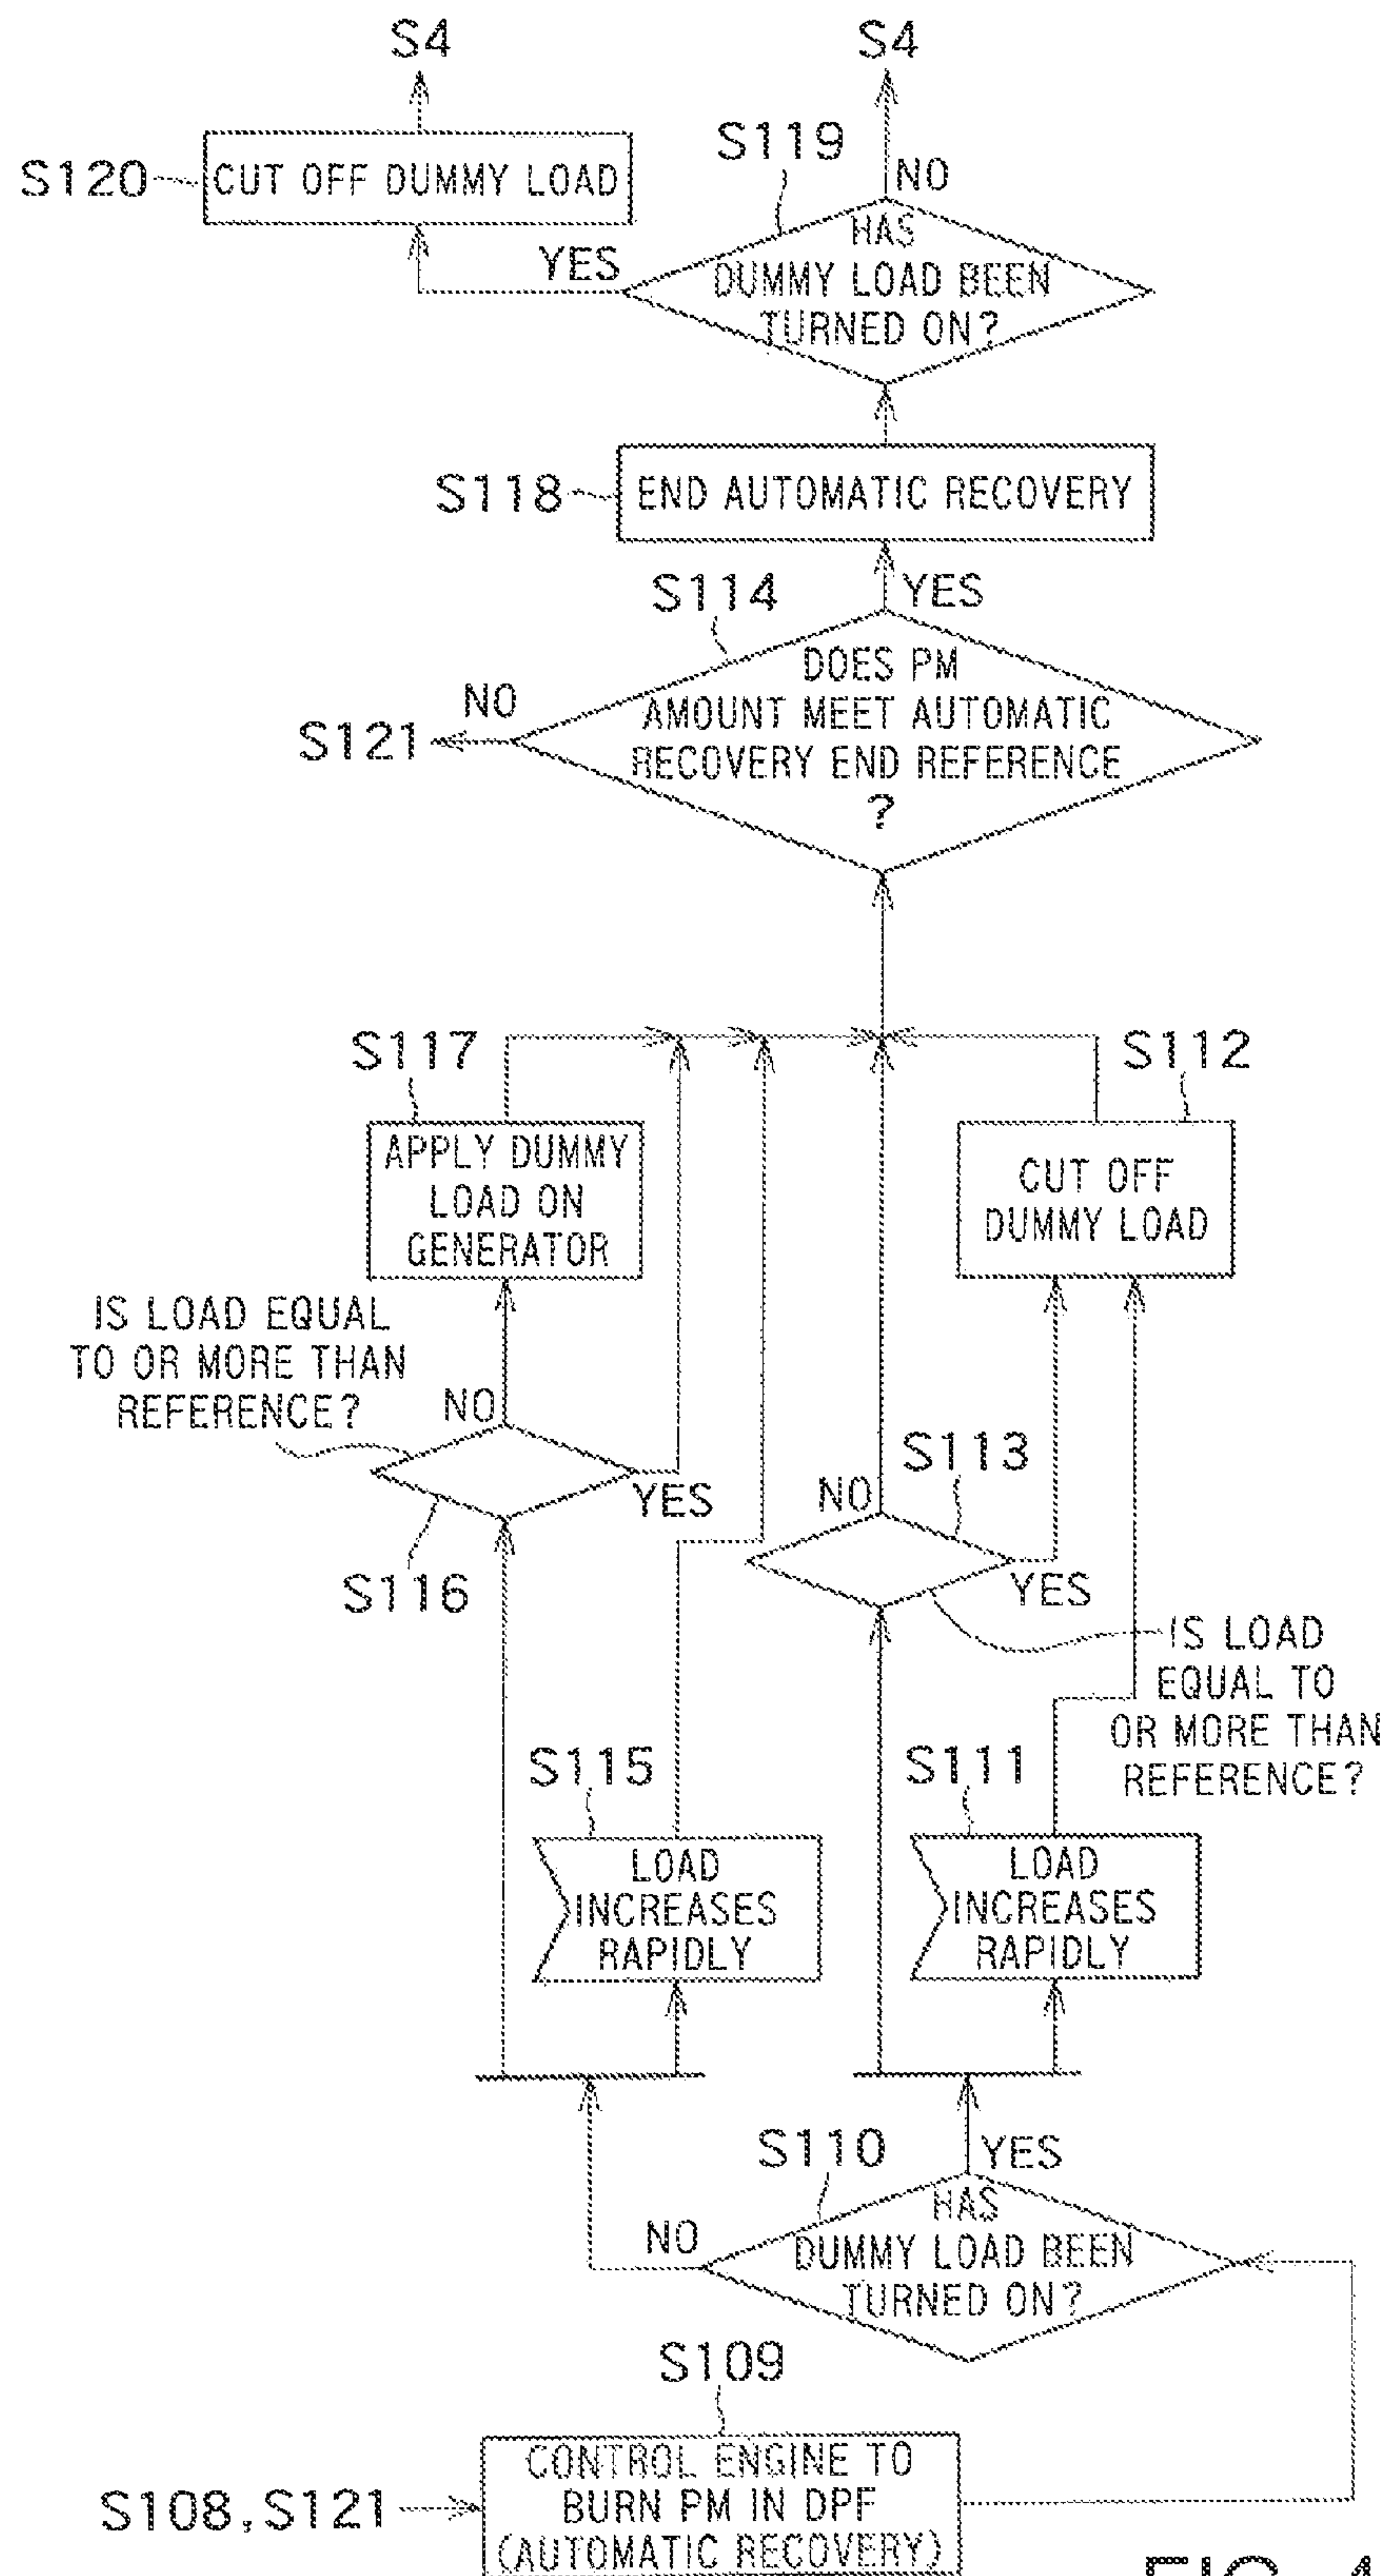 S4
S4
S119
NO
S120
CUT OFF DUMMY LOAD
YES
HAS
DUMMY LOAD BEEN
TURNED ON?
S118
END AUTOMATIC RECOVERY
S114
YES
NO
S121
DOES PM
AMOUNT MEET AUTOMATIC
RECOVERY END REFERENCE
?
S117
S112
APPLY DUMMY
LOAD ON
GENERATOR
CUT OFF
DUMMY LOAD
IS LOAD EQUAL
TO OR MORE THAN
REFERENCE?
NO
YES
S116
S113
NO
YES
IS LOAD
EQUAL TO
OR MORE THAN
REFERENCE?
S115
S111
LOAD
INCREASES
RAPIDLY
LOAD
INCREASES
RAPIDLY
S110
YES
NO
HAS
DUMMY LOAD BEEN
TURNED ON?
S109
S108,S121
CONTROL ENGINE TO
BURN PM IN DPF
(AUTOMATIC RECOVERY)